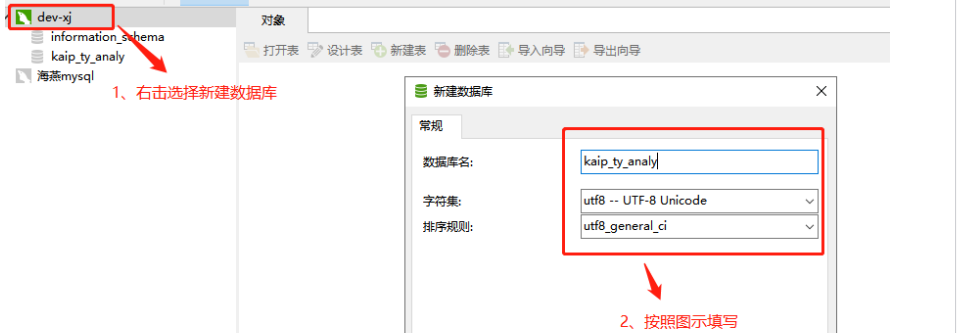 dev-xj
information_schema
kaip_ty_analy
海燕mysql
1、右击选择新建数据库
对象
打开表 设计表 新建表 删除表 导入向导 导出向导
新建数据库
常规
数据库名: kaip_ty_analy
字符集: utf8 -- UTF-8 Unicode
排序规则: utf8_general_ci
2、按照图示填写